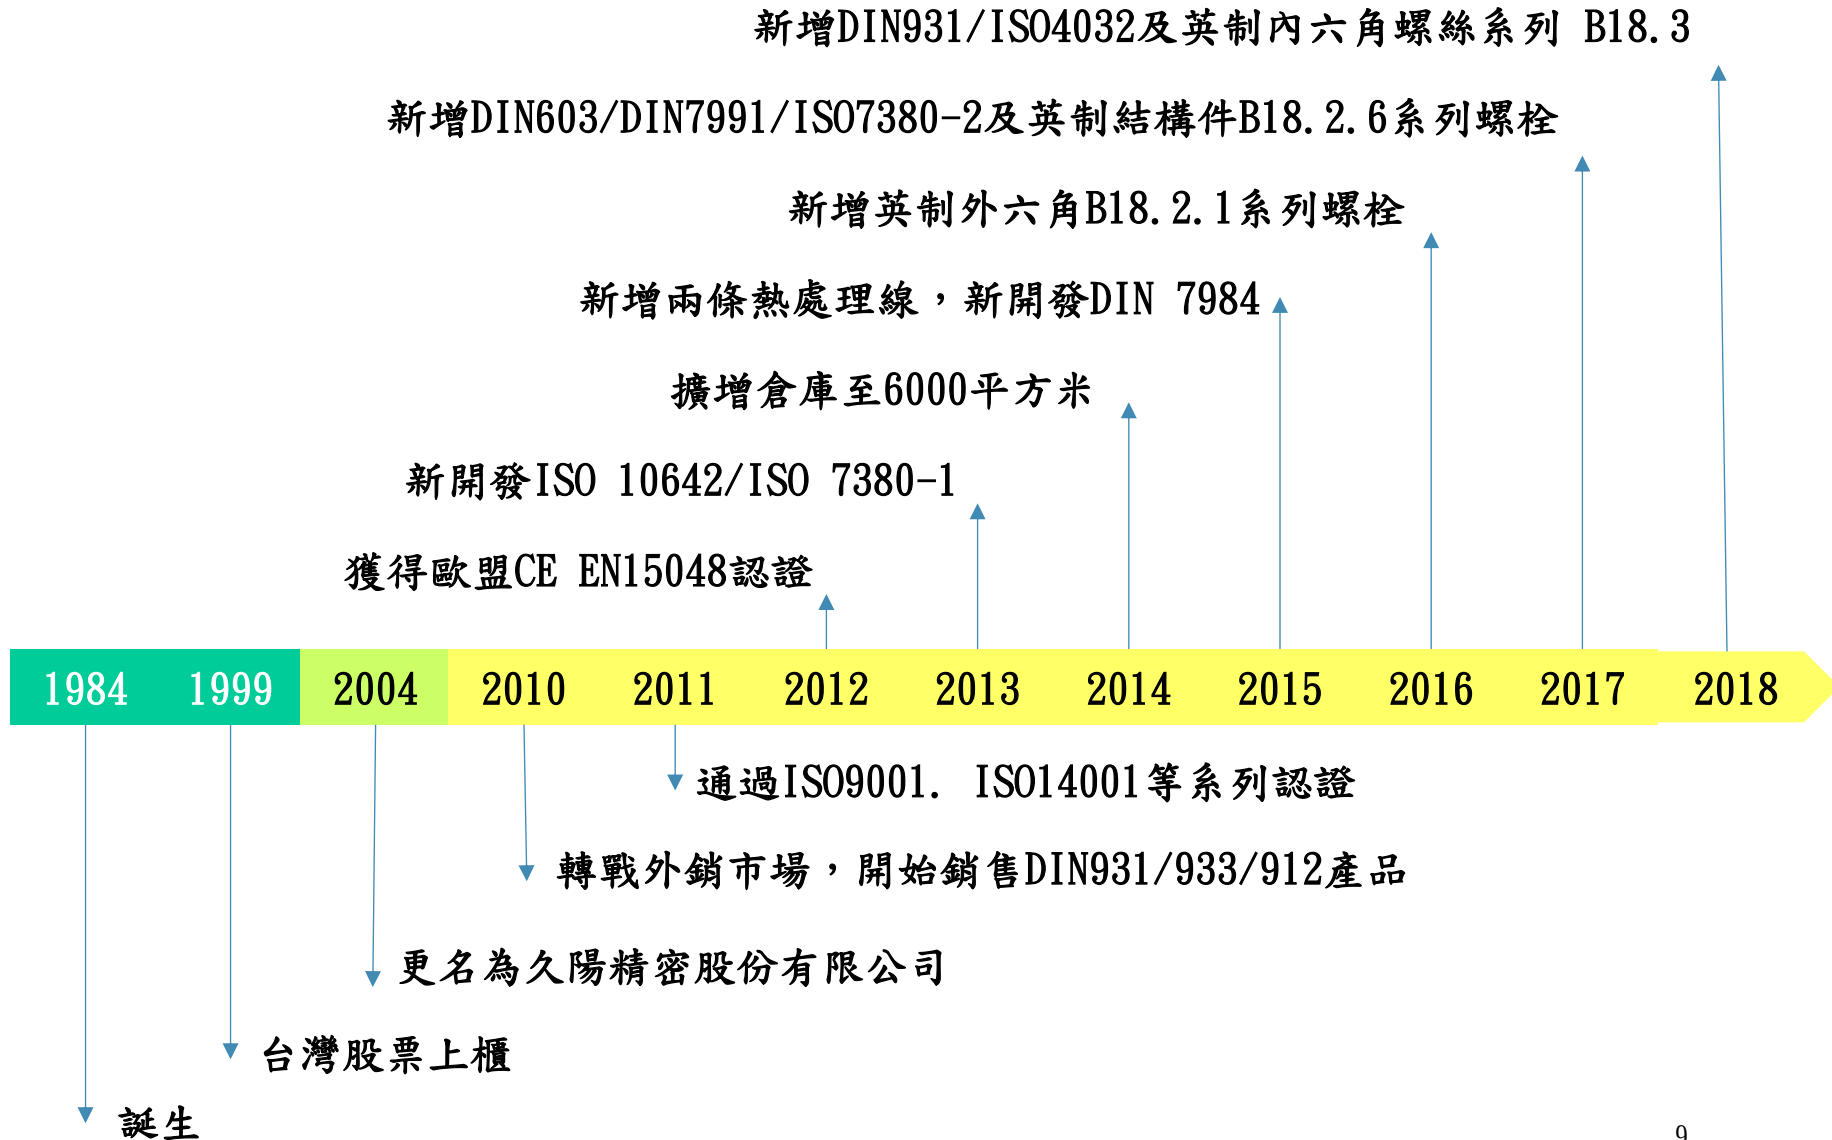 新增DIN931/ISO4032及英制內六角螺絲系列 B18.3
新增DIN603/DIN7991/ISO7380-2及英制結構件B18.2.6系列螺栓
新增英制外六角B18.2.1系列螺栓
新增兩條熱處理線，新開發DIN 7984
擴增倉庫至6000平方米
新開發ISO 10642/ISO 7380-1
獲得歐盟CE EN15048認證
1984 1999 2004 2010 2011 2012 2013 2014 2015 2016 2017 2018
通過ISO9001. ISO14001等系列認證
轉戰外銷市場，開始銷售DIN931/933/912產品
更名為久陽精密股份有限公司
台灣股票上櫃
誕生
9